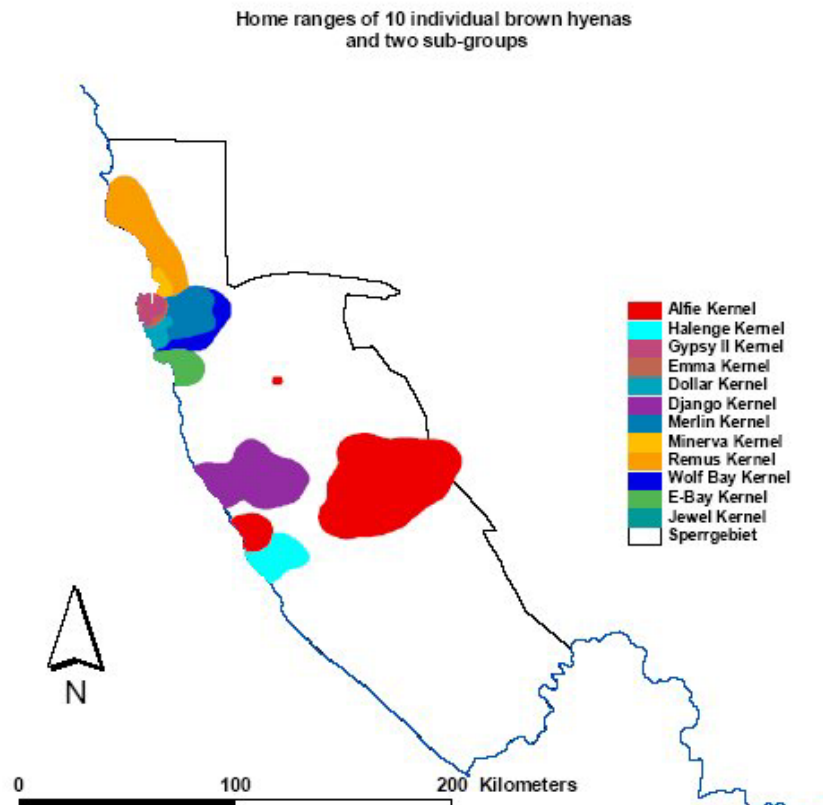 Home ranges of 10 individual brown hyenas
and two sub-groups
Alfie Kernel
Halenge Kernel
Gypsy II Kernel
Emma Kernel
Dollar Kernel
Django Kernel
Merlin Kernel
Minerva Kernel
Remus Kernel
Wolf Bay Kernel
E-Bay Kernel
Jewel Kernel
Sperrgebiet
N
0 100 200 Kilometers